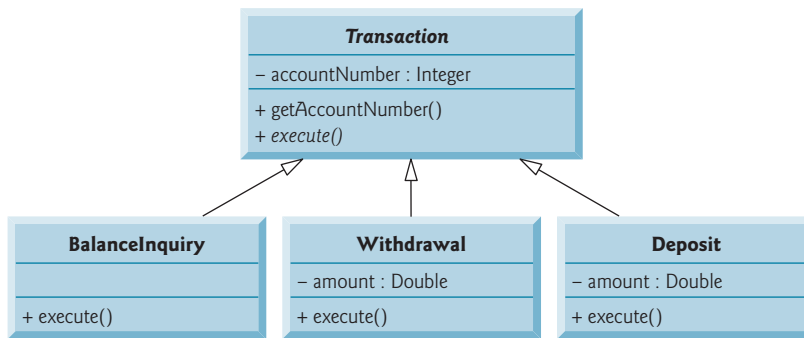 Transaction
– accountNumber : Integer
+ getAccountNumber()
+ execute()
BalanceInquiry
+ execute()
Withdrawal
– amount : Double
+ execute()
Deposit
– amount : Double
+ execute()